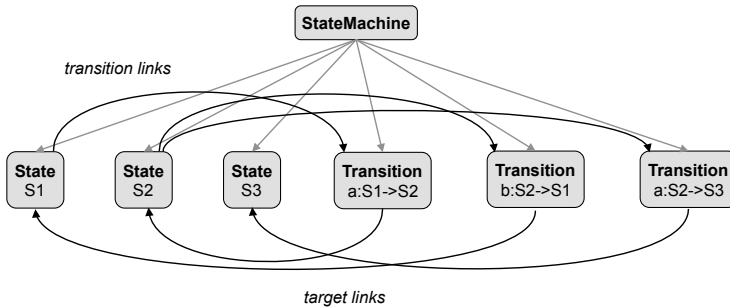 StateMachine
transition links
State
S1
State
S2
State
S3
Transition
a:S1->S2
Transition
b:S2->S1
Transition
a:S2->S3
target links